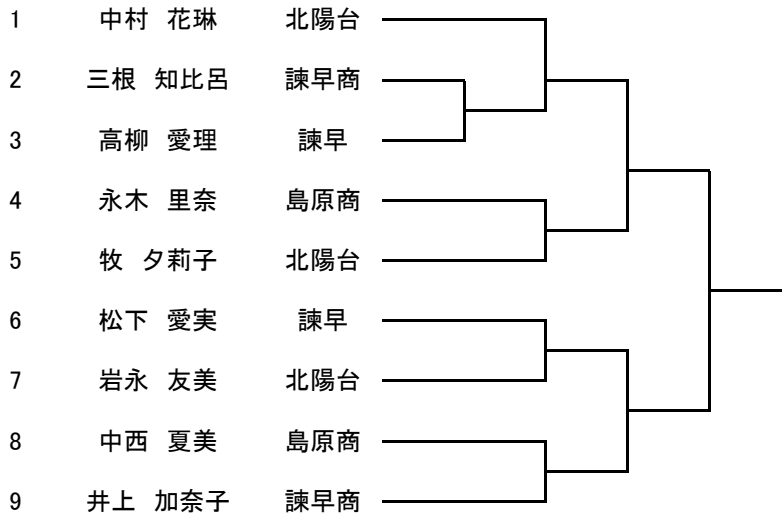 1 中村 花琳 北陽台
2 三根 知比呂 諫早商
3 高柳 愛理 諫早
4 永木 里奈 島原商
5 牧 夕莉子 北陽台
6 松下 愛実 諫早
7 岩永 友美 北陽台
8 中西 夏美 島原商
9 井上 加奈子 諫早商